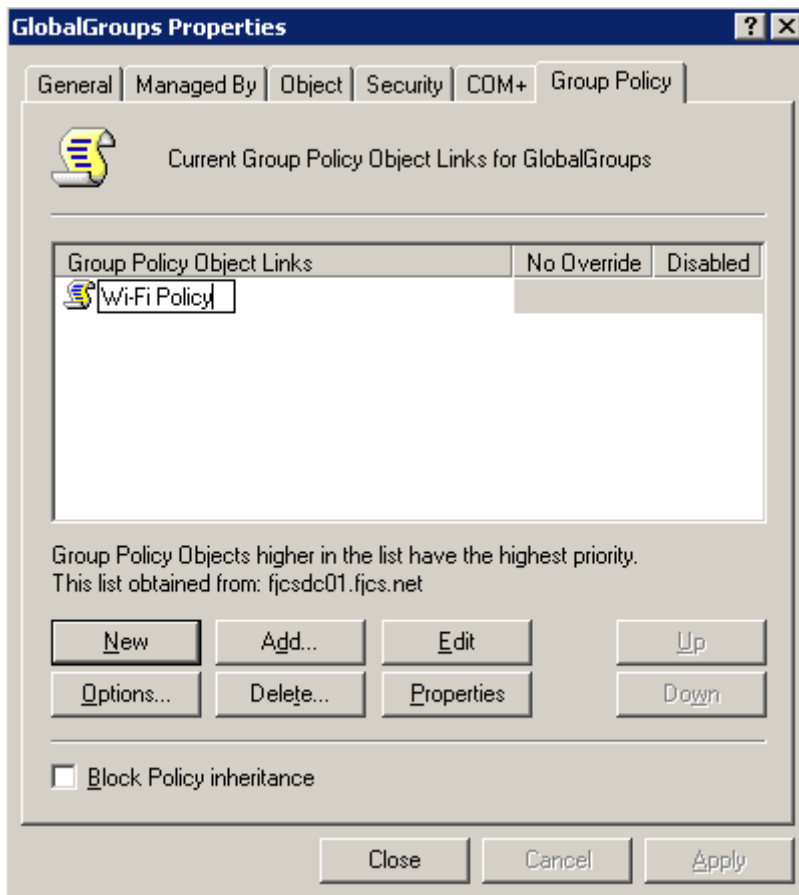 GlobalGroups Properties
General Managed By Object Security COM+ Group Policy
Current Group Policy Object Links for GlobalGroups
Group Policy Object Links No Override Disabled
Wi-Fi Policy
Group Policy Objects higher in the list have the highest priority.
This list obtained from: fjcsdc01.fjcs.net
New Add... Edit Up
Options... Delete... Properties Down
Block Policy inheritance
Close Cancel Apply